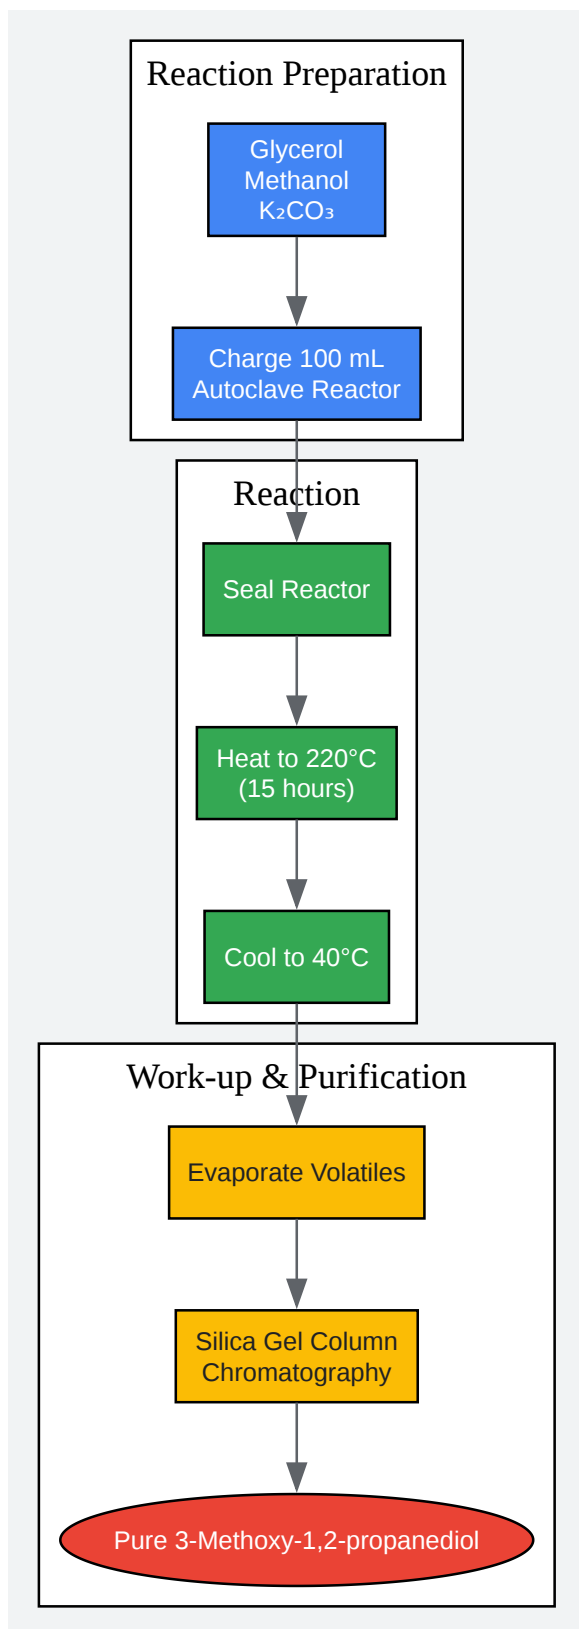 Reaction Preparation
Glycerol
Methanol
K₂CO₃
Charge 100 mL
Autoclave Reactor
Reaction
Seal Reactor
Heat to 220°C
(15 hours)
Cool to 40°C
Work-up & Purification
Evaporate Volatiles
Silica Gel Column
Chromatography
Pure 3-Methoxy-1,2-propanediol